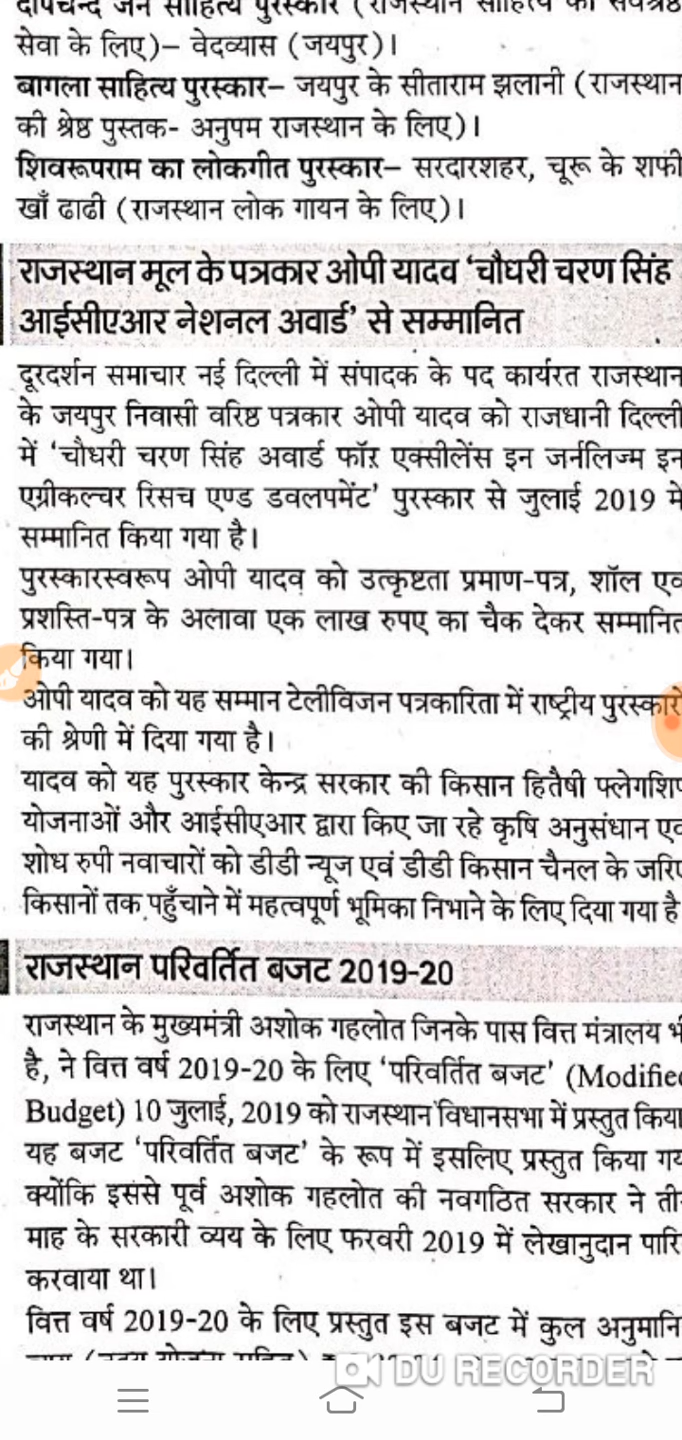 दीपचन्द जैन साहित्य पुरस्कार (राजस्थान साहित्य की सर्वश्रेष्ठ
सेवा के लिए)– वेदव्यास (जयपुर)।
बागला साहित्य पुरस्कार– जयपुर के सीताराम झलानी (राजस्थान
की श्रेष्ठ पुस्तक- अनुपम राजस्थान के लिए)।
शिवरूपराम का लोकगीत पुरस्कार– सरदारशहर, चूरू के शफी
खाँ ढाढी (राजस्थान लोक गायन के लिए)।
राजस्थान मूल के पत्रकार ओपी यादव ‘चौधरी चरण सिंह
आईसीएआर नेशनल अवार्ड’ से सम्मानित
दूरदर्शन समाचार नई दिल्ली में संपादक के पद कार्यरत राजस्थान
के जयपुर निवासी वरिष्ठ पत्रकार ओपी यादव को राजधानी दिल्ली
में ‘चौधरी चरण सिंह अवार्ड फॉर एक्सीलेंस इन जर्नलिज्म इन
एग्रीकल्चर रिसच एण्ड डवलपमेंट’ पुरस्कार से जुलाई 2019 में
सम्मानित किया गया है।
पुरस्कारस्वरूप ओपी यादव को उत्कृष्टता प्रमाण-पत्र, शॉल एव
प्रशस्ति-पत्र के अलावा एक लाख रुपए का चैक देकर सम्मानित
किया गया।
ओपी यादव को यह सम्मान टेलीविजन पत्रकारिता में राष्ट्रीय पुरस्कारो
की श्रेणी में दिया गया है।
यादव को यह पुरस्कार केन्द्र सरकार की किसान हितैषी फ्लेगशिप
योजनाओं और आईसीएआर द्वारा किए जा रहे कृषि अनुसंधान एव
शोध रुपी नवाचारों को डीडी न्यूज एवं डीडी किसान चैनल के जरिए
किसानों तक पहुँचाने में महत्वपूर्ण भूमिका निभाने के लिए दिया गया है
राजस्थान परिवर्तित बजट 2019-20
राजस्थान के मुख्यमंत्री अशोक गहलोत जिनके पास वित्त मंत्रालय भ
है, ने वित्त वर्ष 2019-20 के लिए ‘परिवर्तित बजट’ (Modified
Budget) 10 जुलाई, 2019 को राजस्थान विधानसभा में प्रस्तुत किया
यह बजट ‘परिवर्तित बजट’ के रूप में इसलिए प्रस्तुत किया गय
क्योंकि इससे पूर्व अशोक गहलोत की नवगठित सरकार ने ती
माह के सरकारी व्यय के लिए फरवरी 2019 में लेखानुदान पारि
करवाया था।
वित्त वर्ष 2019-20 के लिए प्रस्तुत इस बजट में कुल अनुमानि
DU RECORDER